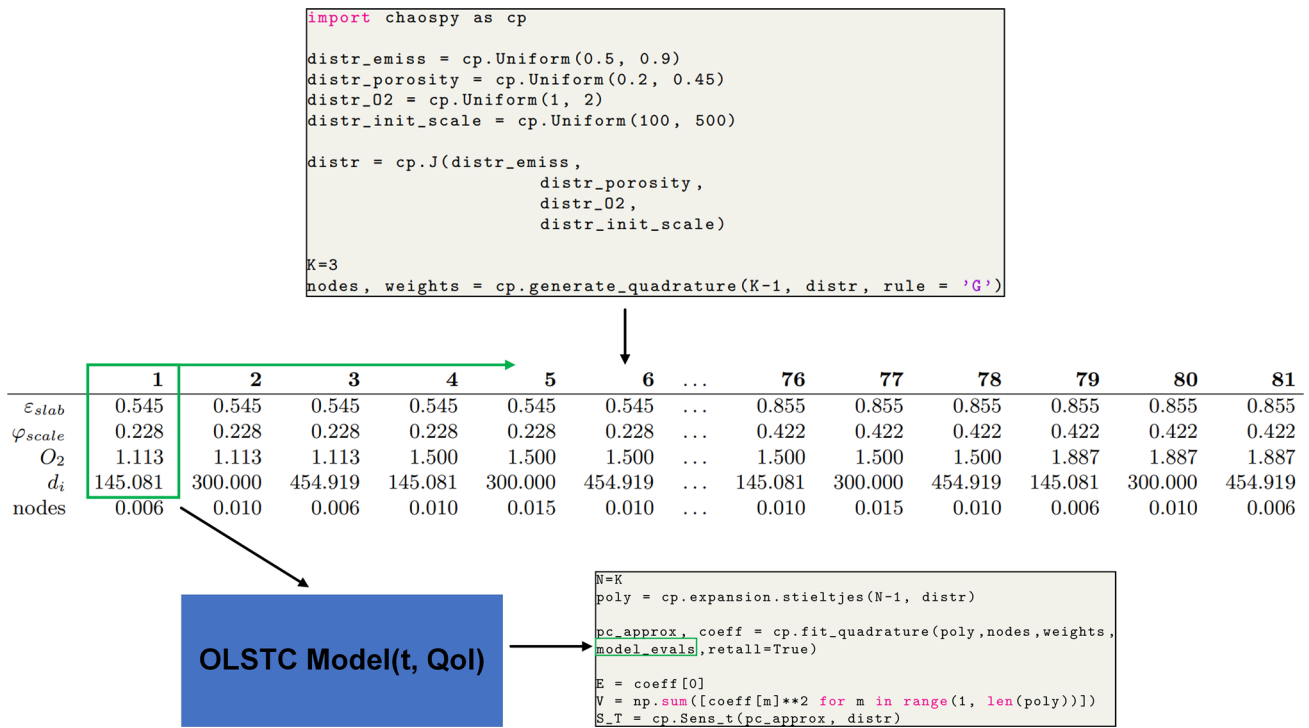 import chaospy as cp
distr_emiss = cp.Uniform(0.5, 0.9)
distr_porosity = cp.Uniform(0.2, 0.45)
distr_O2 = cp.Uniform(1, 2)
distr_init_scale = cp.Uniform(100, 500)
distr = cp.J(distr_emiss,
distr_porosity,
distr_O2,
distr_init_scale)
K=3
nodes, weights = cp.generate_quadrature(K-1, distr, rule = 'G')
1 2 3 4 5 6 ... 76 77 78 79 80 81
ε_slab 0.545 0.545 0.545 0.545 0.545 0.545 ... 0.855 0.855 0.855 0.855 0.855 0.855
φ_scale 0.228 0.228 0.228 0.228 0.228 0.228 ... 0.422 0.422 0.422 0.422 0.422 0.422
O_2 1.113 1.113 1.113 1.500 1.500 1.500 ... 1.500 1.500 1.500 1.887 1.887 1.887
d_i 145.081 300.000 454.919 145.081 300.000 454.919 ... 145.081 300.000 454.919 145.081 300.000 454.919
nodes 0.006 0.010 0.006 0.010 0.015 0.010 ... 0.010 0.015 0.010 0.006 0.010 0.006
OLSTC Model(t, QoI)
N=K
poly = cp.expansion.stieltjes(N-1, distr)
pc_approx, coeff = cp.fit_quadrature(poly,nodes,weights,
model_evals,retall=True)
E = coeff[0]
V = np.sum([coeff[m]**2 for m in range(1, len(poly))])
S_T = cp.Sens_t(pc_approx, distr)